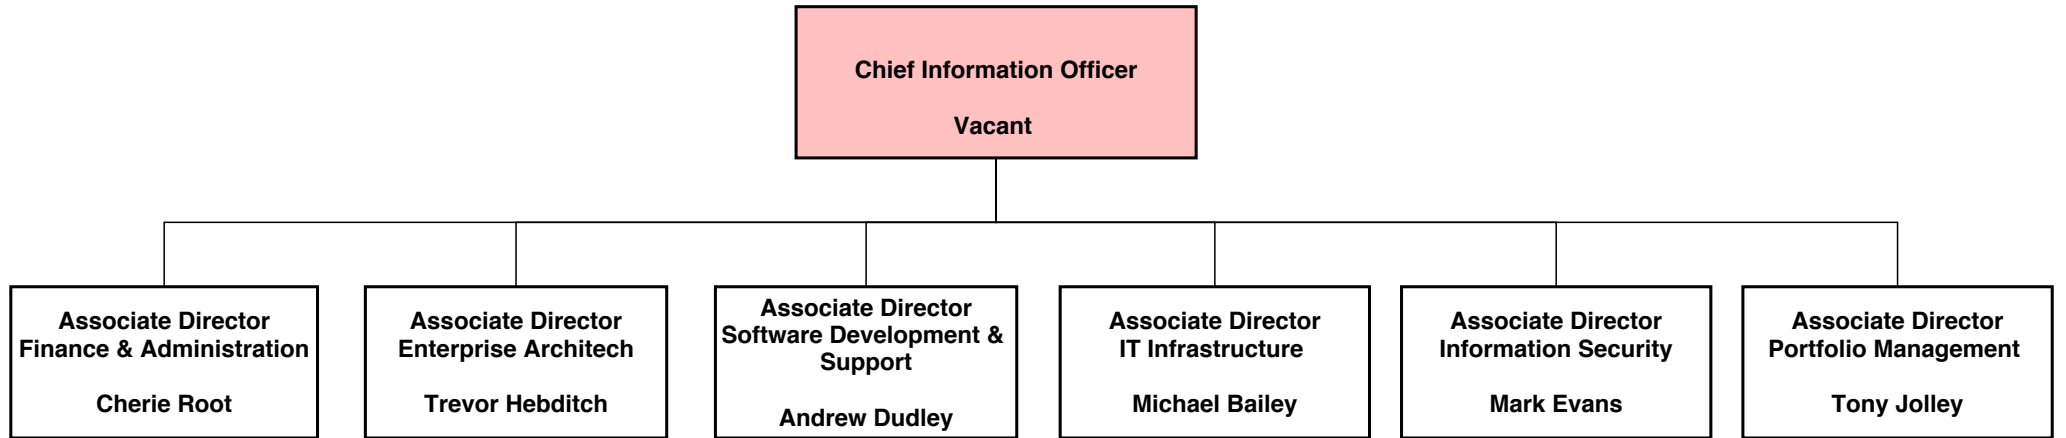 Chief Information Officer
Vacant
Associate Director
Finance & Administration
Cherie Root
Associate Director
Enterprise Architech
Trevor Hebditch
Associate Director
Software Development &
Support
Andrew Dudley
Associate Director
IT Infrastructure
Michael Bailey
Associate Director
Information Security
Mark Evans
Associate Director
Portfolio Management
Tony Jolley